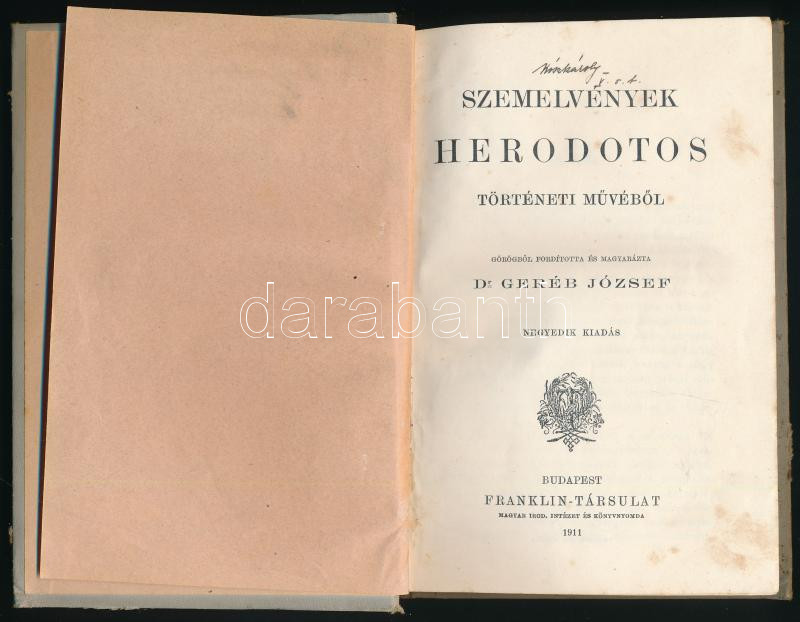 SZEMELVÉNYEK
HERODOTOS
TÖRTÉNETI MŰVÉBŐL
GÖRÖGBŐL FORDÍTOTTA ÉS MAGYARÁZTA
Dr GERÉB JÓZSEF
darabanth
NEGYEDIK KIADÁS
BUDAPEST
FRANKLIN-TÁRSULAT
MAGYAR IROD. INTÉZET ÉS KÖNYVNYOMDA
1911